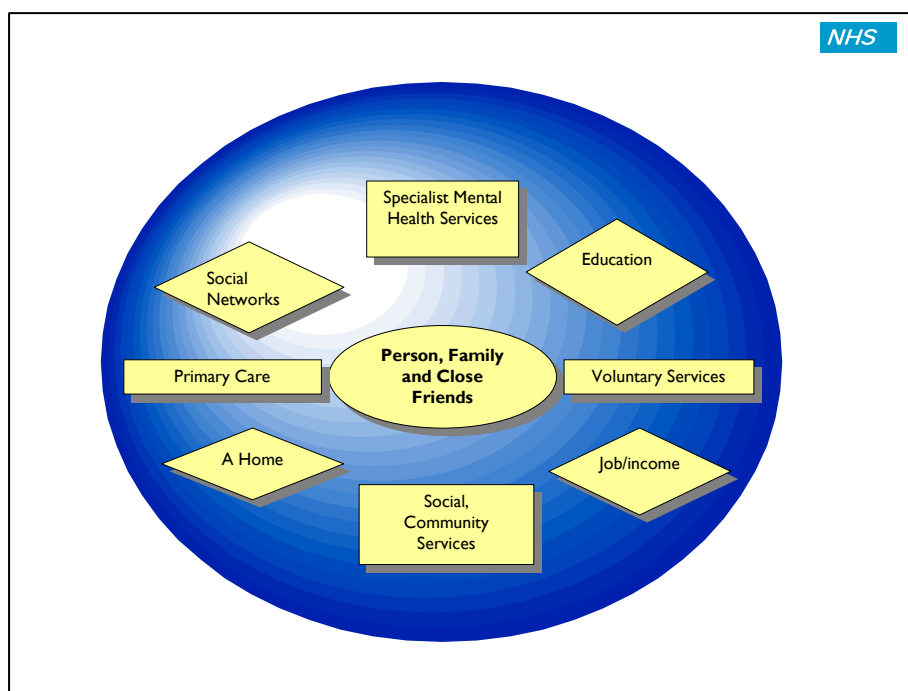 NHS
Specialist Mental
Health Services
Education
Social
Networks
Person, Family
and Close
Friends
Primary Care
Voluntary Services
A Home
Job/income
Social,
Community
Services